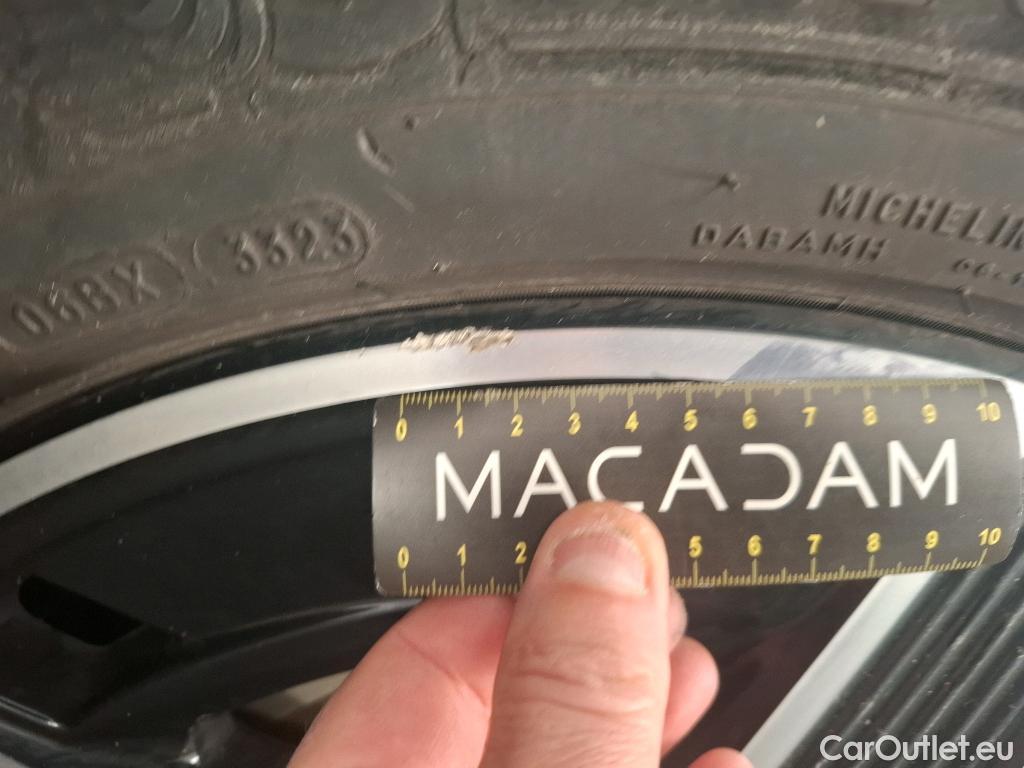 MICHELIN
DABAMH
06BX 3323
0 1 2 3 4 5 6 7 8 9 10
MACADAM
0 1 2 5 6 7 8 9 10
CarOutlet.eu